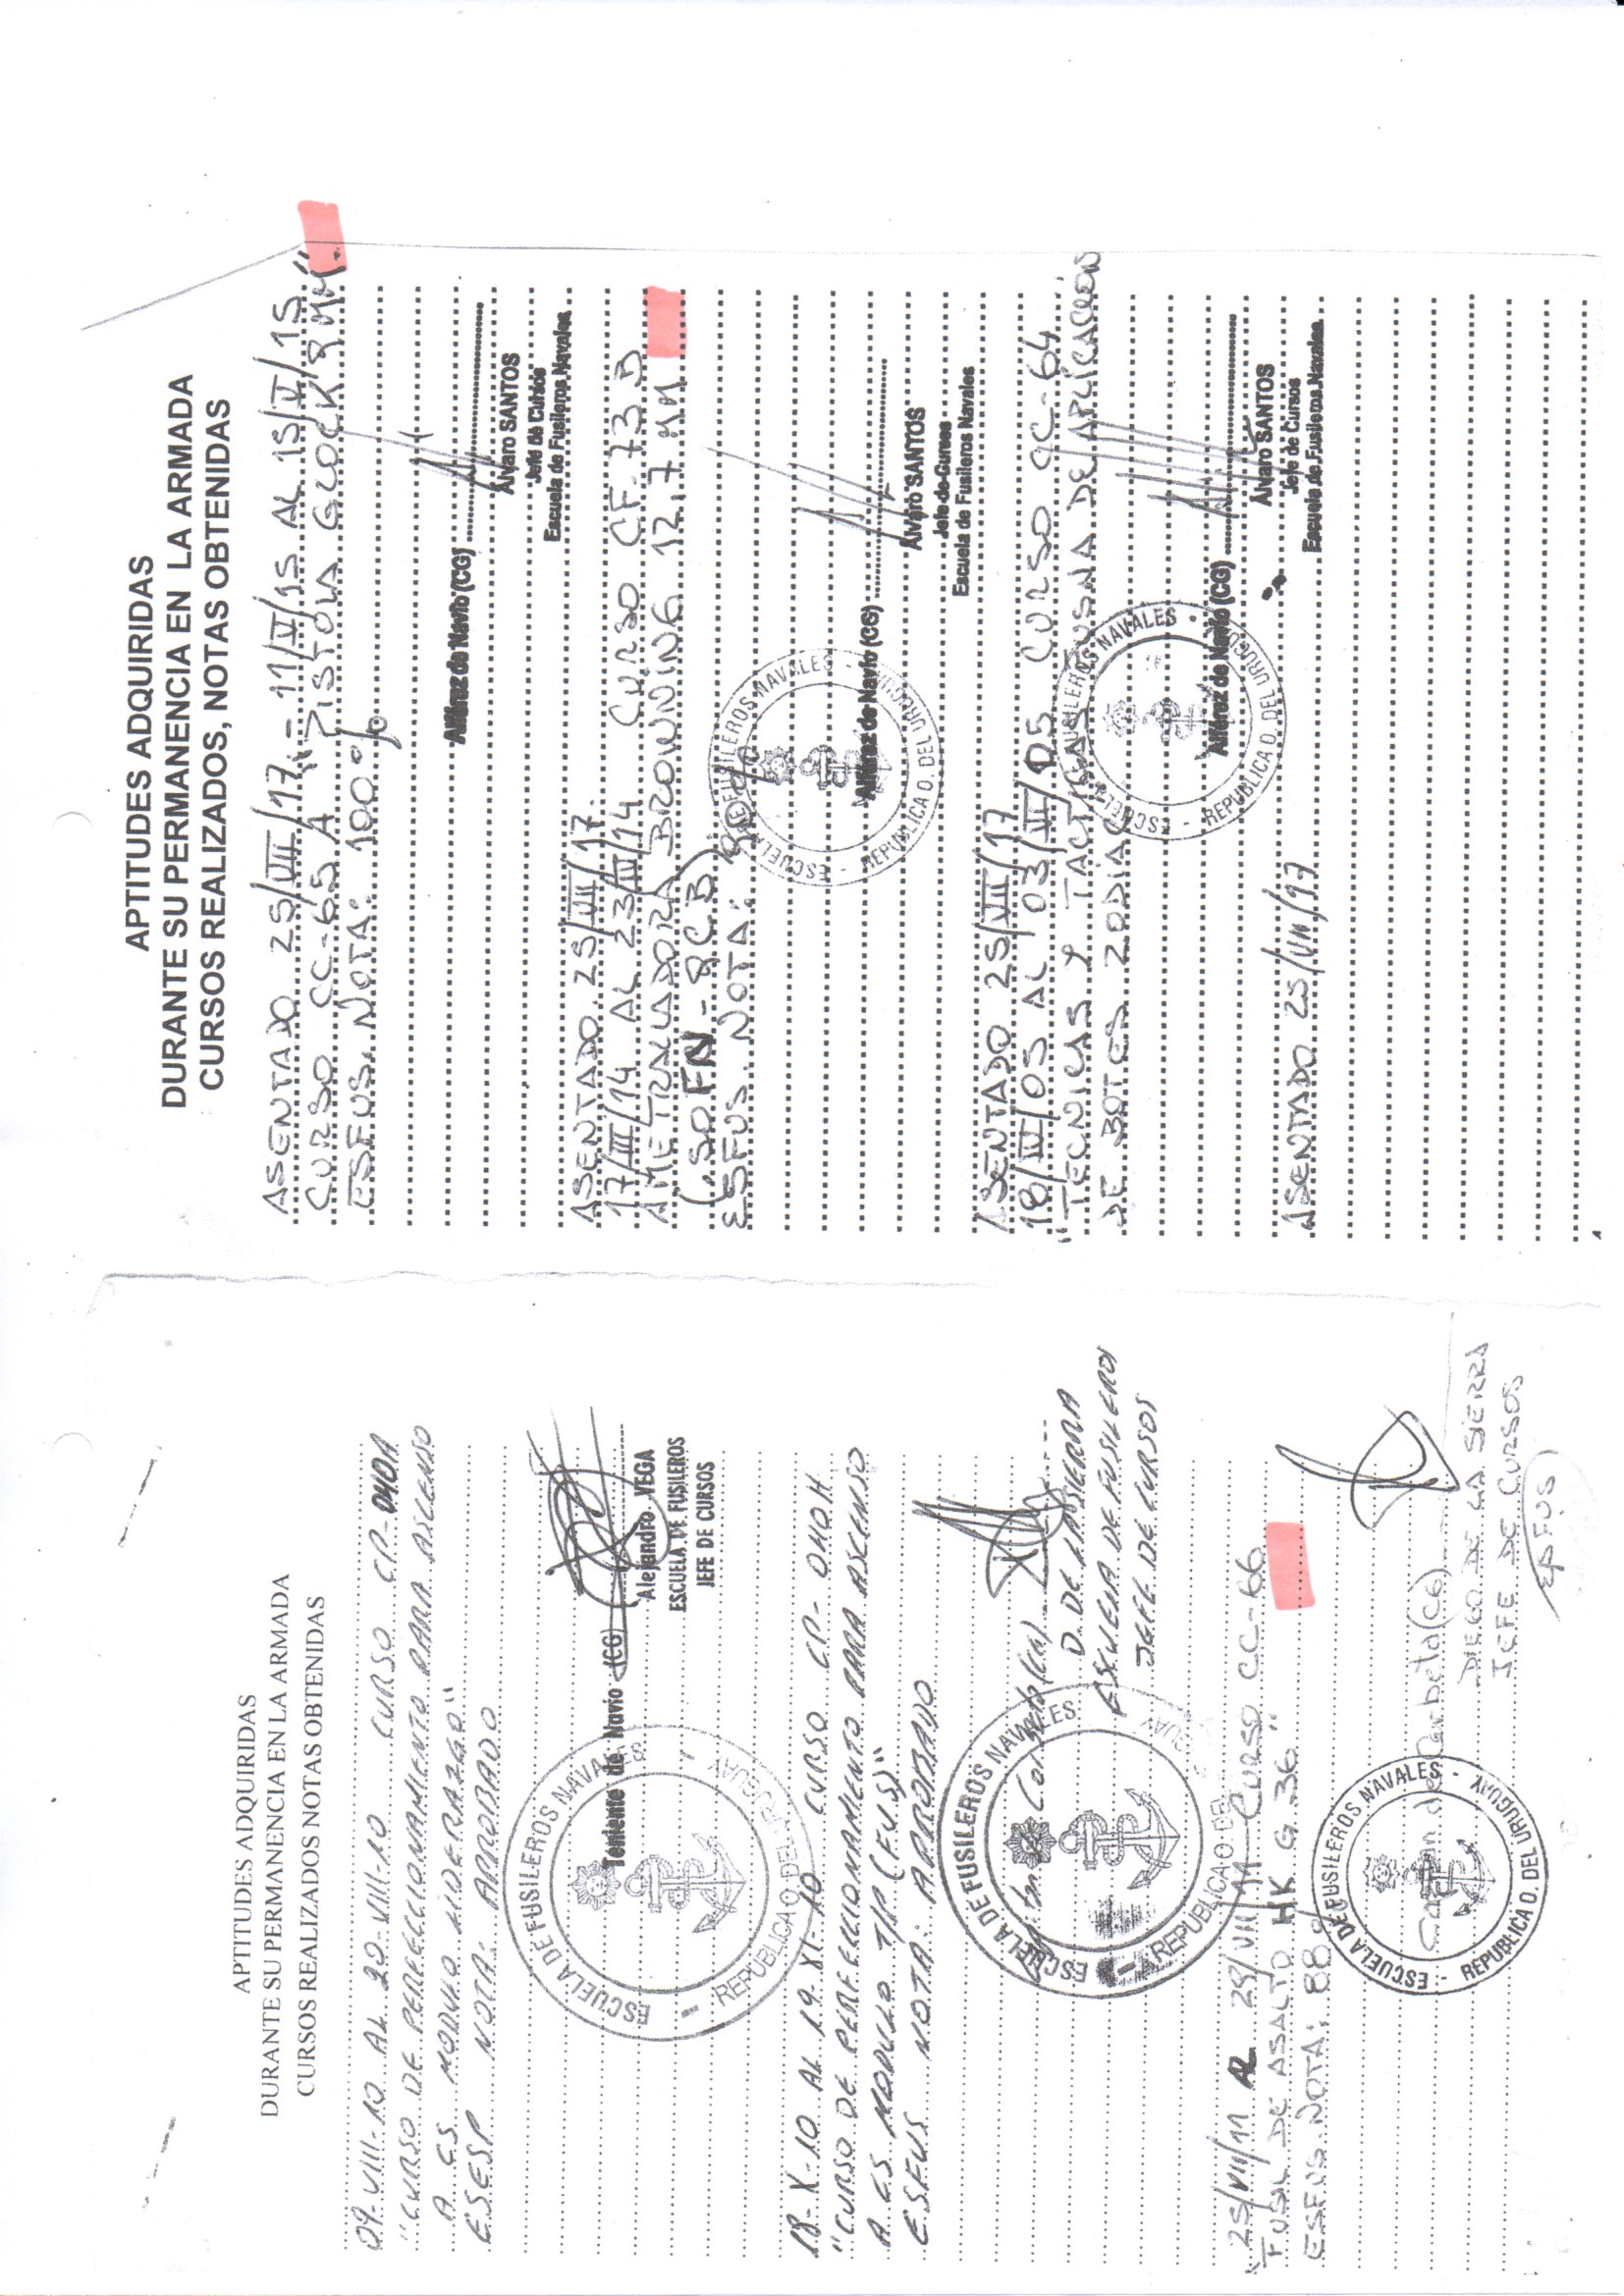 APTITUDES ADQUIRIDAS
DURANTE SU PERMANENCIA EN LA ARMADA
CURSOS REALIZADOS NOTAS OBTENIDAS
09-VIII-10 AL 20-VIII-10 CURSO CP-040A
"CURSO DE PERFECCIONAMIENTO PARA ASCENSO
A CS MODULO LIDERAZGO"
ESESP NOTA: APROBADO
ESCUELA DE FUSILEROS NAVALES
- REPUBLICA O. DEL URUGUAY -
Teniente de Navío (CG)
Alejandro VEGA
ESCUELA DE FUSILEROS
JEFE DE CURSOS
18-X-10 AL 19-XI-10 CURSO CP-040H
"CURSO DE PERFECCIONAMIENTO PARA ASCENSO
A CS MODULO T/P (FUS)"
ESFUS NOTA: APROBADO
ESCUELA DE FUSILEROS NAVALES
REPUBLICA O. DEL URUGUAY
Capitan de Corbeta (CG)
D. DE LA SIERRA
ESCUELA DE FUSILEROS
JEFE DE CURSOS
25/VII/11 AL 29/VII/11 CURSO CC-66
"FUSIL DE ASALTO HK G 36"
ESFUS NOTA: 88%
ESCUELA DE FUSILEROS NAVALES
- REPUBLICA O. DEL URUGUAY -
Capitan de Corbeta (CG)
DIEGO DE LA SIERRA
JEFE DE CURSOS
ESFUS
APTITUDES ADQUIRIDAS
DURANTE SU PERMANENCIA EN LA ARMADA
CURSOS REALIZADOS, NOTAS OBTENIDAS
ASENTADO 25/VII/17.- 11/V/15 AL 15/V/15
CURSO CC-65 A "PISTOLA GLOCK 9 MM."
ESFUS. NOTA: 100%
Alférez de Navío (CG)
Álvaro SANTOS
Jefe de Cursos
Escuela de Fusileros Navales
ASENTADO 25/VII/17.
17/III/14 AL 23/III/14 CURSO CF-73 B
AMETRALLADORA BROWNING 12,7 MM
(.50 FN - QCB)
ESFUS. NOTA: 90%
ESCUELA DE FUSILEROS NAVALES
- REPUBLICA O. DEL URUGUAY -
Alférez de Navío (CG)
Álvaro SANTOS
Jefe de Cursos
Escuela de Fusileros Navales
ASENTADO 25/VII/17
18/IV/05 AL 03/VI/05 CURSO CC-64
"TECNICAS Y TACTICAS FUSNA DE APLICACCION
DE BOTES ZODIAC"
ESCUELA DE FUSILEROS NAVALES
- REPUBLICA O. DEL URUGUAY -
Alférez de Navío (CG)
Álvaro SANTOS
Jefe de Cursos
Escuela de Fusileros Navales
ASENTADO 25/VII/17